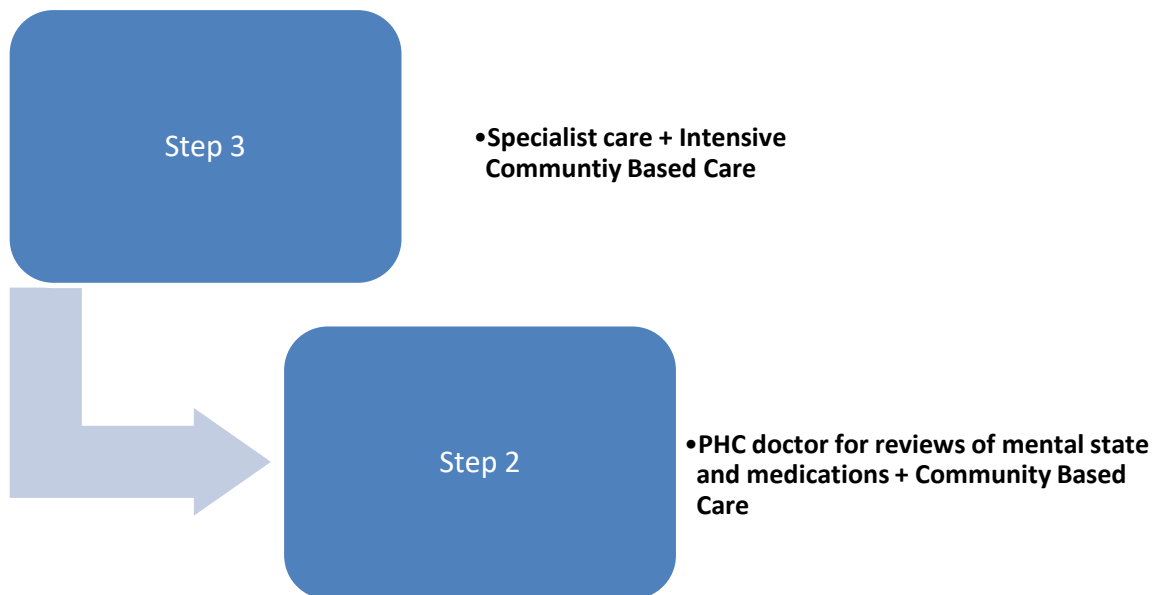 Step 3
•Specialist care + Intensive
Communtiy Based Care
Step 2
•PHC doctor for reviews of mental state
and medications + Community Based
Care